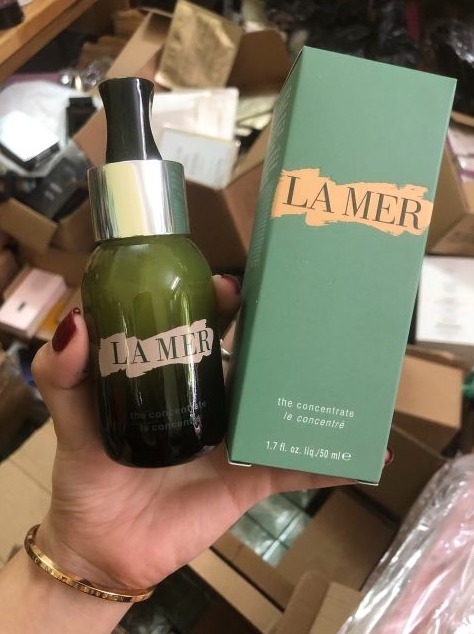 LA MER
the concentrate
le concentré
LA MER
the concentrate
le concentré
1.7 fl. oz. liq./50 ml ℮